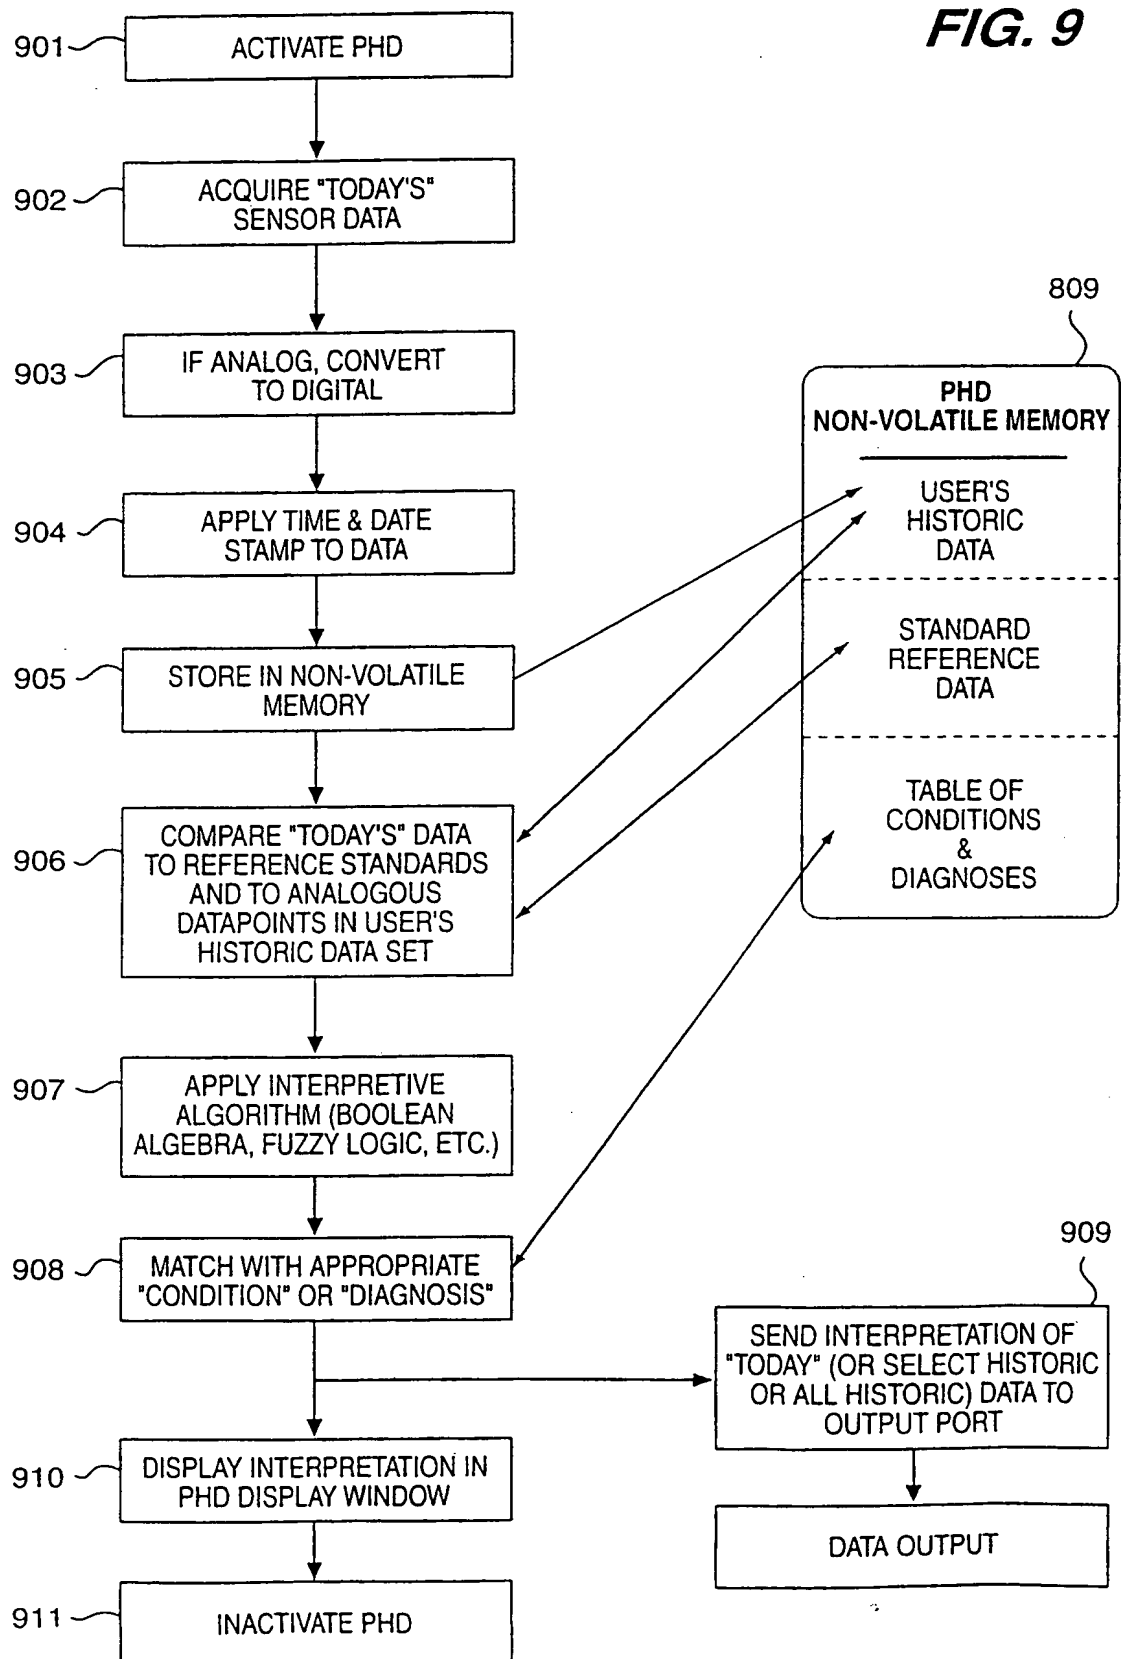 FIG. 9
901
ACTIVATE PHD
902
ACQUIRE "TODAY'S"
SENSOR DATA
903
IF ANALOG, CONVERT
TO DIGITAL
904
APPLY TIME & DATE
STAMP TO DATA
905
STORE IN NON-VOLATILE
MEMORY
906
COMPARE "TODAY'S" DATA
TO REFERENCE STANDARDS
AND TO ANALOGOUS
DATAPOINTS IN USER'S
HISTORIC DATA SET
907
APPLY INTERPRETIVE
ALGORITHM (BOOLEAN
ALGEBRA, FUZZY LOGIC, ETC.)
908
MATCH WITH APPROPRIATE
"CONDITION" OR "DIAGNOSIS"
910
DISPLAY INTERPRETATION IN
PHD DISPLAY WINDOW
911
INACTIVATE PHD
809
PHD
NON-VOLATILE MEMORY
USER'S
HISTORIC
DATA
STANDARD
REFERENCE
DATA
TABLE OF
CONDITIONS
&
DIAGNOSES
909
SEND INTERPRETATION OF
"TODAY" (OR SELECT HISTORIC
OR ALL HISTORIC) DATA TO
OUTPUT PORT
DATA OUTPUT